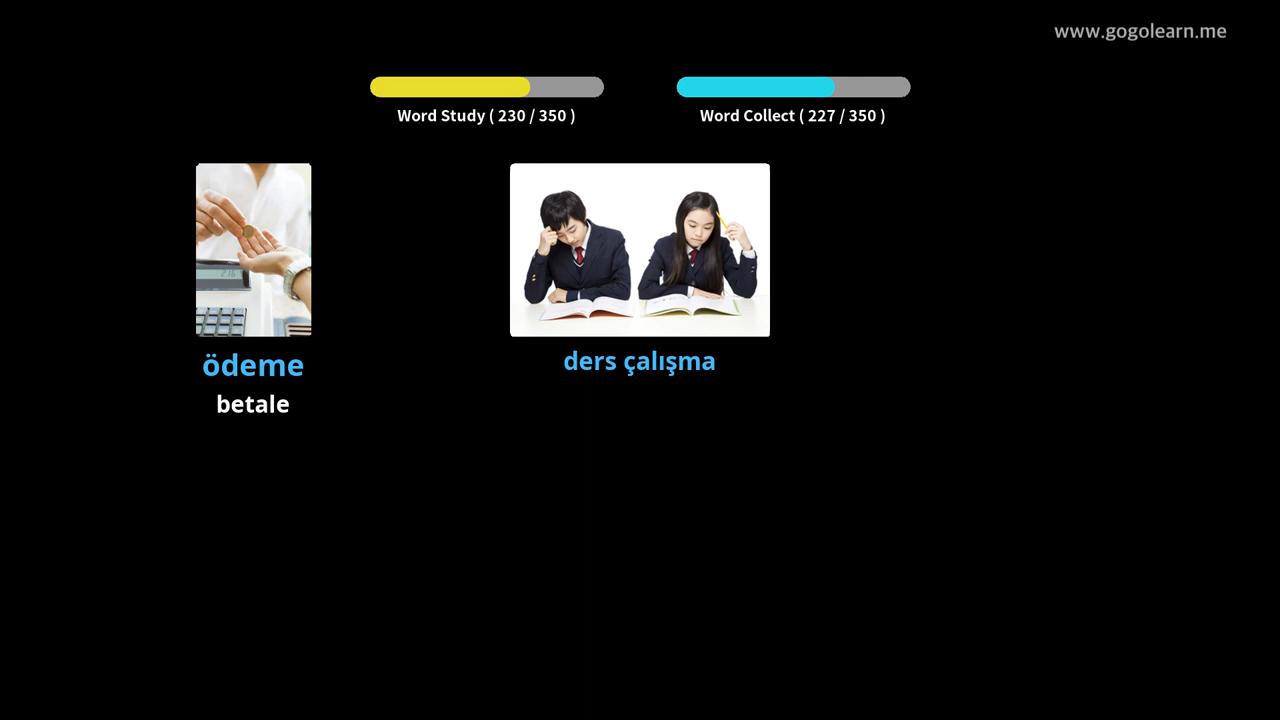 www.gogolearn.me
Word Study ( 230 / 350 )
Word Collect ( 227 / 350 )
ödeme
betale
ders çalışma